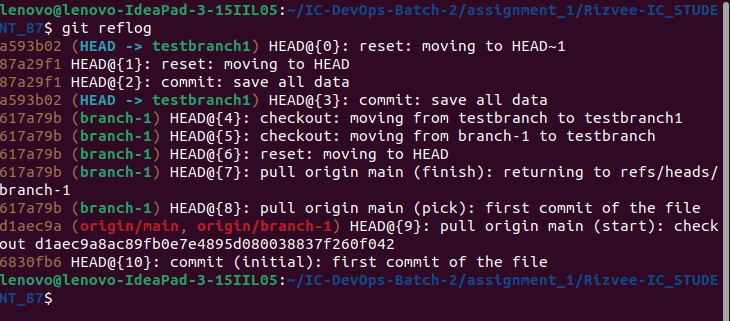 lenovo@lenovo-IdeaPad-3-15IIL05:~/IC-DevOps-Batch-2/assignment_1/Rizvee-IC_STUDE
NT_87$ git reflog
a593b02 (HEAD -> testbranch1) HEAD@{0}: reset: moving to HEAD~1
87a29f1 HEAD@{1}: reset: moving to HEAD
87a29f1 HEAD@{2}: commit: save all data
a593b02 (HEAD -> testbranch1) HEAD@{3}: commit: save all data
617a79b (branch-1) HEAD@{4}: checkout: moving from testbranch to testbranch1
617a79b (branch-1) HEAD@{5}: checkout: moving from branch-1 to testbranch
617a79b (branch-1) HEAD@{6}: reset: moving to HEAD
617a79b (branch-1) HEAD@{7}: pull origin main (finish): returning to refs/heads/
branch-1
617a79b (branch-1) HEAD@{8}: pull origin main (pick): first commit of the file
d1aec9a (origin/main, origin/branch-1) HEAD@{9}: pull origin main (start): check
out d1aec9a8ac89fb0e7e4895d080038837f260f042
6830fb6 HEAD@{10}: commit (initial): first commit of the file
lenovo@lenovo-IdeaPad-3-15IIL05:~/IC-DevOps-Batch-2/assignment_1/Rizvee-IC_STUDE
NT_87$